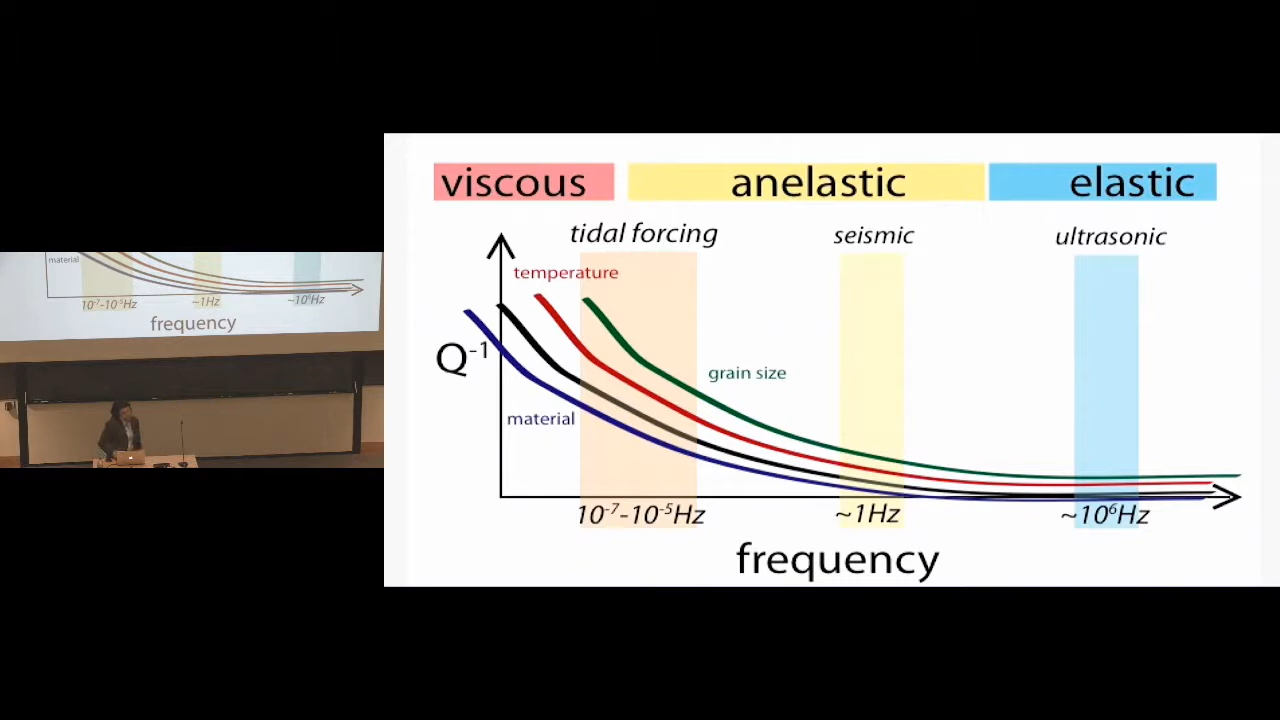 viscous
anelastic
elastic
tidal forcing
seismic
ultrasonic
temperature
Q⁻¹
grain size
material
10⁻⁷-10⁻⁵Hz
~1Hz
~10⁶Hz
frequency
material
10⁻⁷-10⁻⁵Hz
~1Hz
~10⁶Hz
frequency